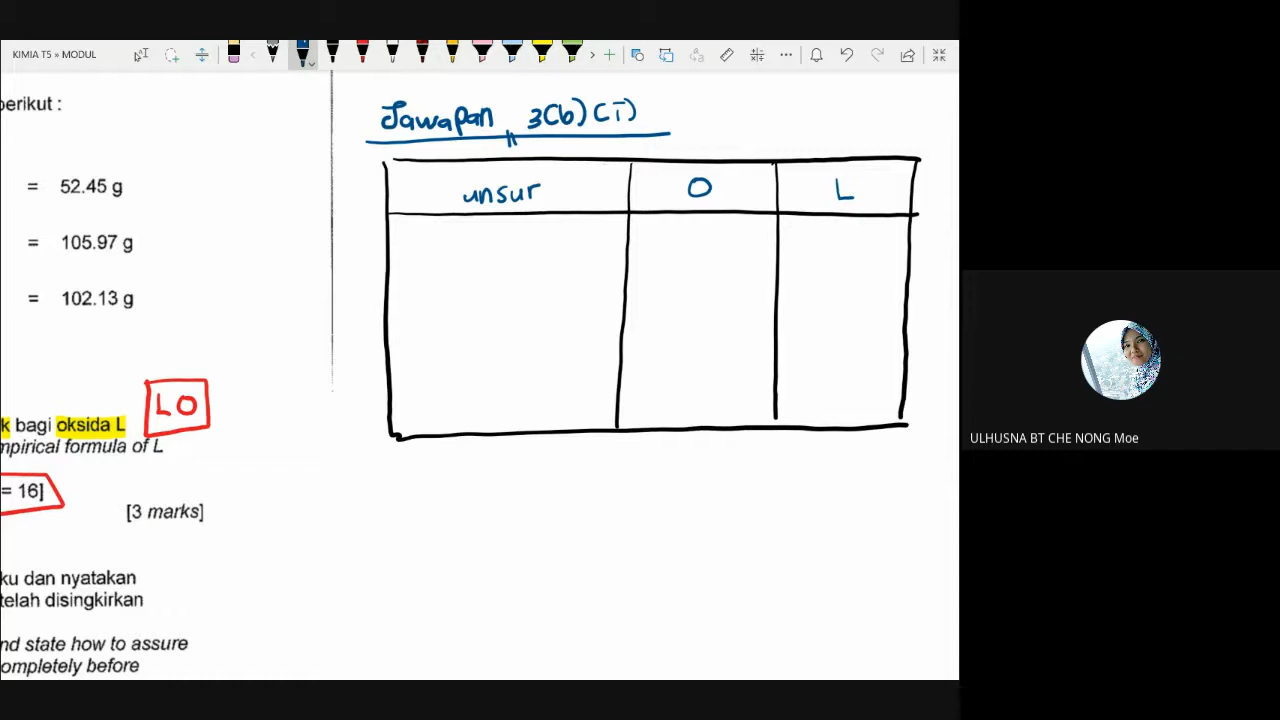 KIMIA T5 » MODUL
erikut :
= 52.45 g
= 105.97 g
= 102.13 g
k bagi oksida L
LO
mpirical formula of L
= 16]
[3 marks]
ku dan nyatakan
telah disingkirkan
nd state how to assure
ompletely before
Jawapan 3(b)(i)
unsur O L
ULHUSNA BT CHE NONG Moe